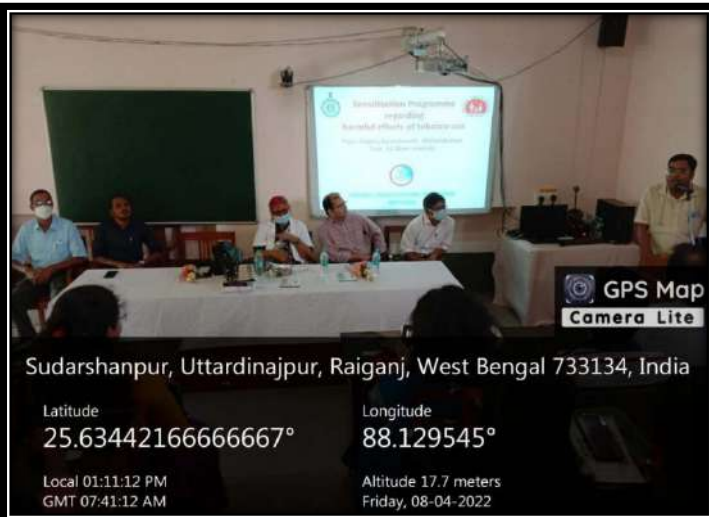 Sensitization Programme
regarding
harmful effects of tobacco use
GPS Map
Camera Lite
Sudarshanpur, Uttardinajpur, Raiganj, West Bengal 733134, India
Latitude
25.63442166666667°
Longitude
88.129545°
Local 01:11:12 PM
GMT 07:41:12 AM
Altitude 17.7 meters
Friday, 08-04-2022